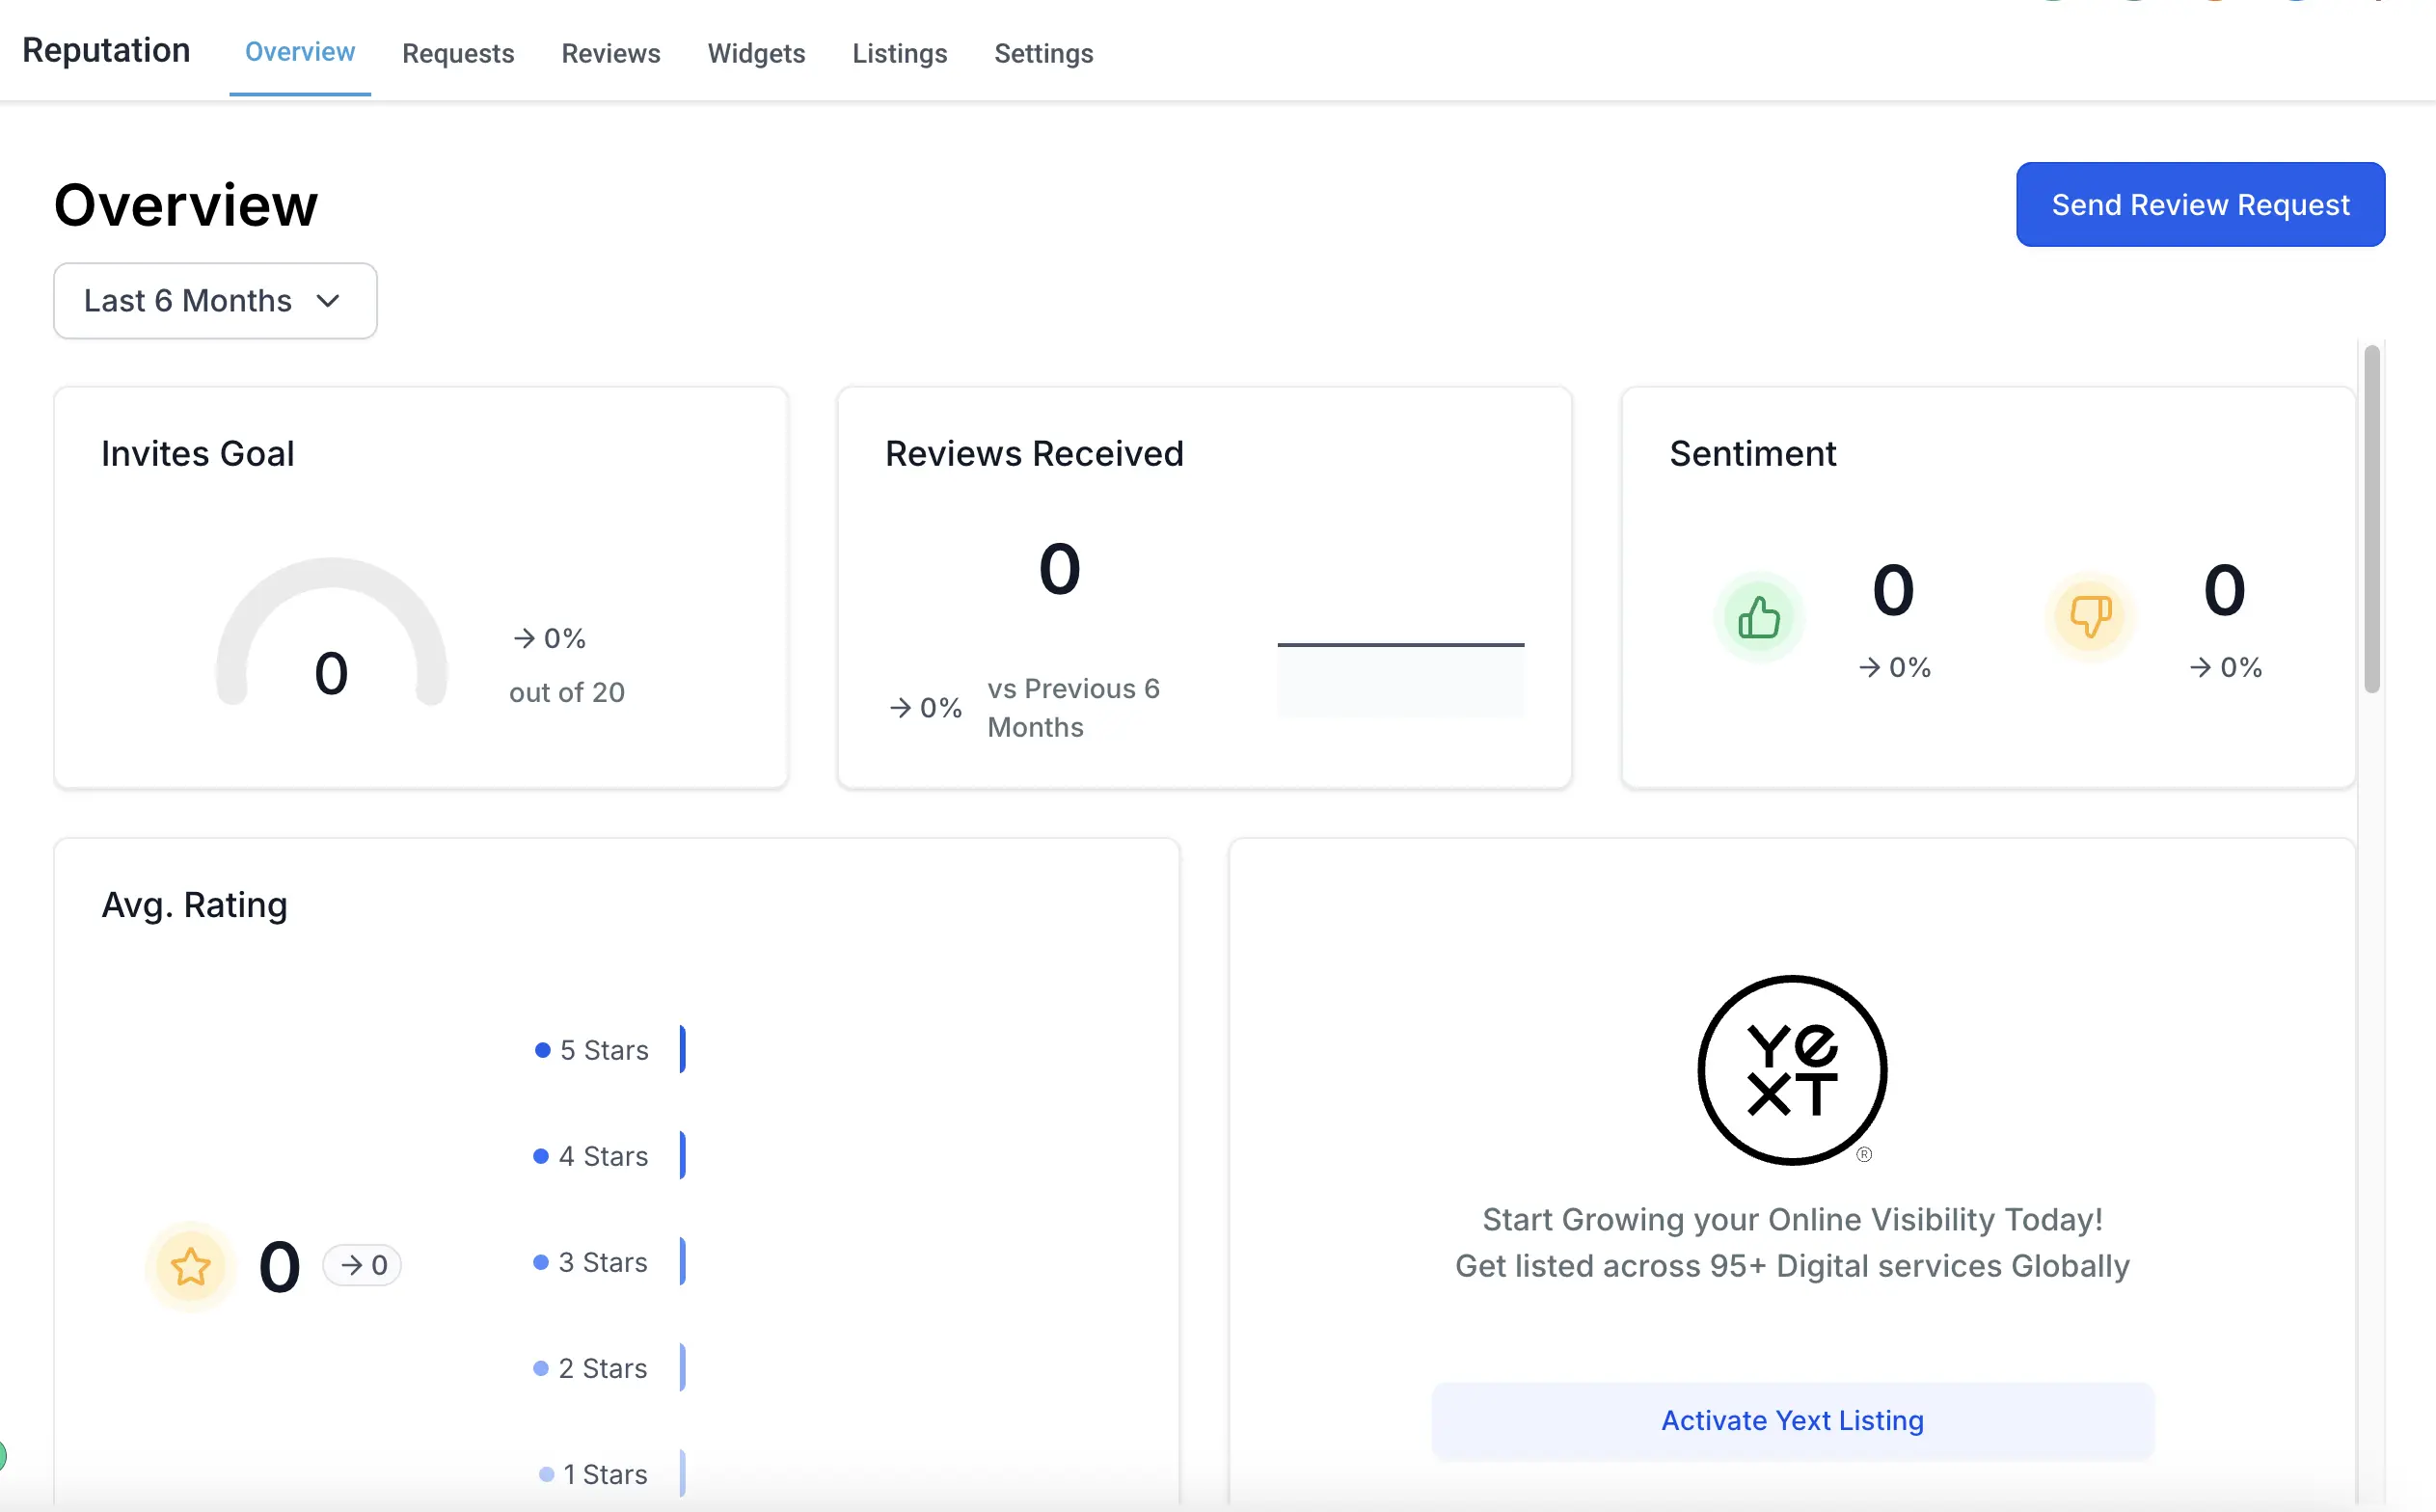 Reputation
Overview
Requests
Reviews
Widgets
Listings
Settings
Overview
Send Review Request
Last 6 Months
Invites Goal
0
→ 0%
out of 20
Reviews Received
0
→ 0%
vs Previous 6
Months
Sentiment
0
→ 0%
0
→ 0%
Avg. Rating
0
→ 0
5 Stars
4 Stars
3 Stars
2 Stars
1 Stars
Ye
XT
®
Start Growing your Online Visibility Today!
Get listed across 95+ Digital services Globally
Activate Yext Listing